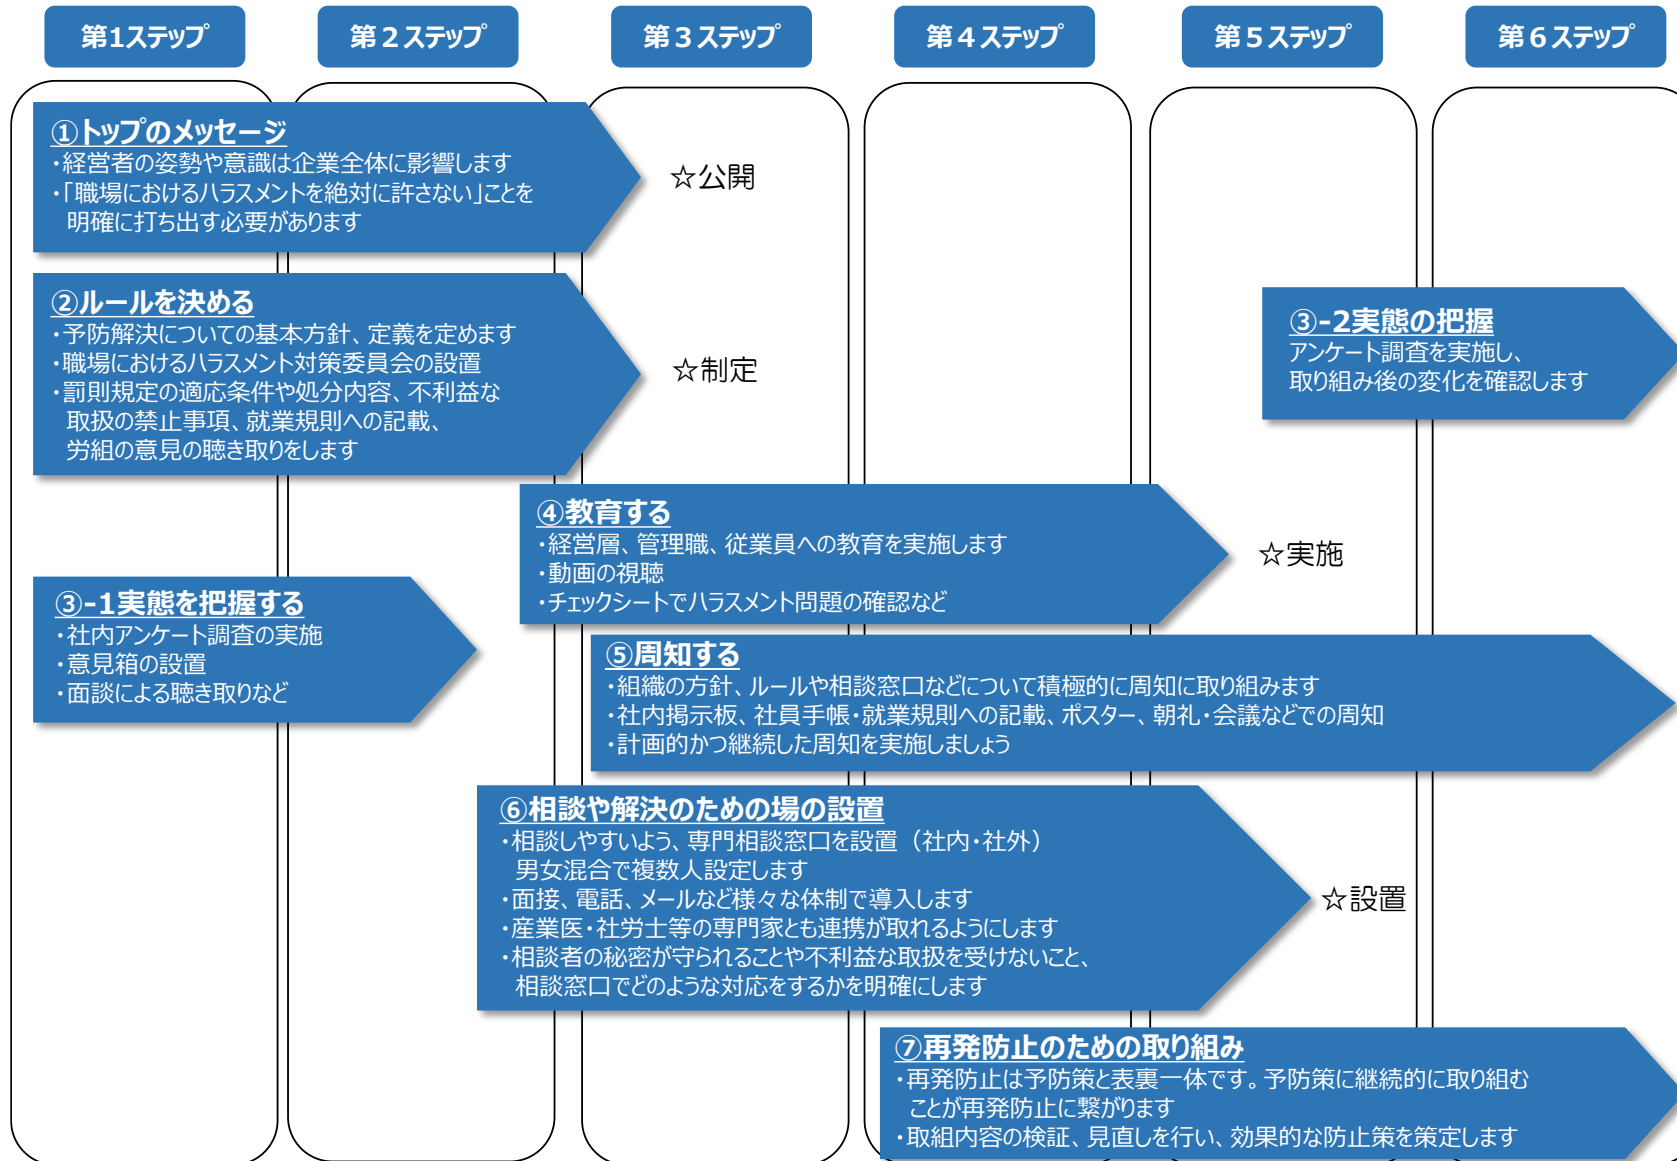 第1ステップ
第２ステップ
第３ステップ
第４ステップ
第５ステップ
第６ステップ
①トップのメッセージ
・経営者の姿勢や意識は企業全体に影響します
・「職場におけるハラスメントを絶対に許さない」ことを
明確に打ち出す必要があります
☆公開
②ルールを決める
・予防解決についての基本方針、定義を定めます
・職場におけるハラスメント対策委員会の設置
・罰則規定の適応条件や処分内容、不利益な
取扱の禁止事項、就業規則への記載、
労組の意見の聴き取りをします
☆制定
③-2実態の把握
アンケート調査を実施し、
取り組み後の変化を確認します
④教育する
・経営層、管理職、従業員への教育を実施します
・動画の視聴
・チェックシートでハラスメント問題の確認など
☆実施
③-1実態を把握する
・社内アンケート調査の実施
・意見箱の設置
・面談による聴き取りなど
⑤周知する
・組織の方針、ルールや相談窓口などについて積極的に周知に取り組みます
・社内掲示板、社員手帳・就業規則への記載、ポスター、朝礼・会議などでの周知
・計画的かつ継続した周知を実施しましょう
⑥相談や解決のための場の設置
・相談しやすいよう、専門相談窓口を設置（社内・社外）
男女混合で複数人設定します
・面接、電話、メールなど様々な体制で導入します
・産業医・社労士等の専門家とも連携が取れるようにします
・相談者の秘密が守られることや不利益な取扱を受けないこと、
相談窓口でどのような対応をするかを明確にします
☆設置
⑦再発防止のための取り組み
・再発防止は予防策と表裏一体です。予防策に継続的に取り組む
ことが再発防止に繋がります
・取組内容の検証、見直しを行い、効果的な防止策を策定します